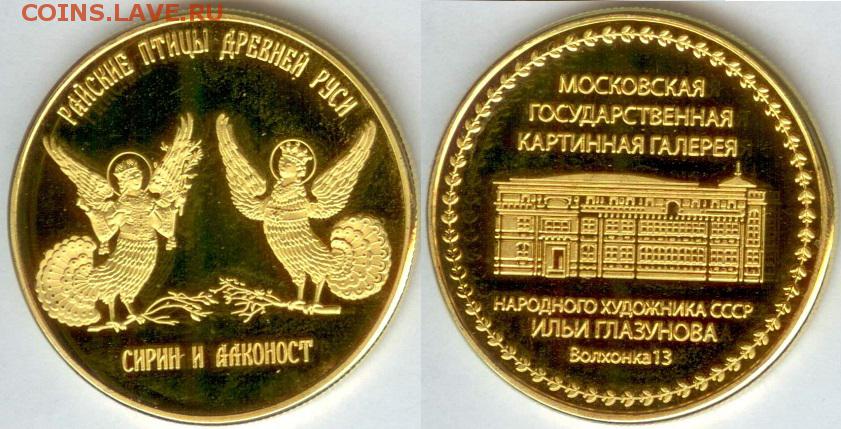 COINS.LAVE.RU
РАЙСКИЕ ПТИЦЫ ДРЕВНЕЙ РУСИ
СИРИН И АЛКОНОСТ
МОСКОВСКАЯ
ГОСУДАРСТВЕННАЯ
КАРТИННАЯ ГАЛЕРЕЯ
НАРОДНОГО ХУДОЖНИКА СССР
ИЛЬИ ГЛАЗУНОВА
Волхонка 13